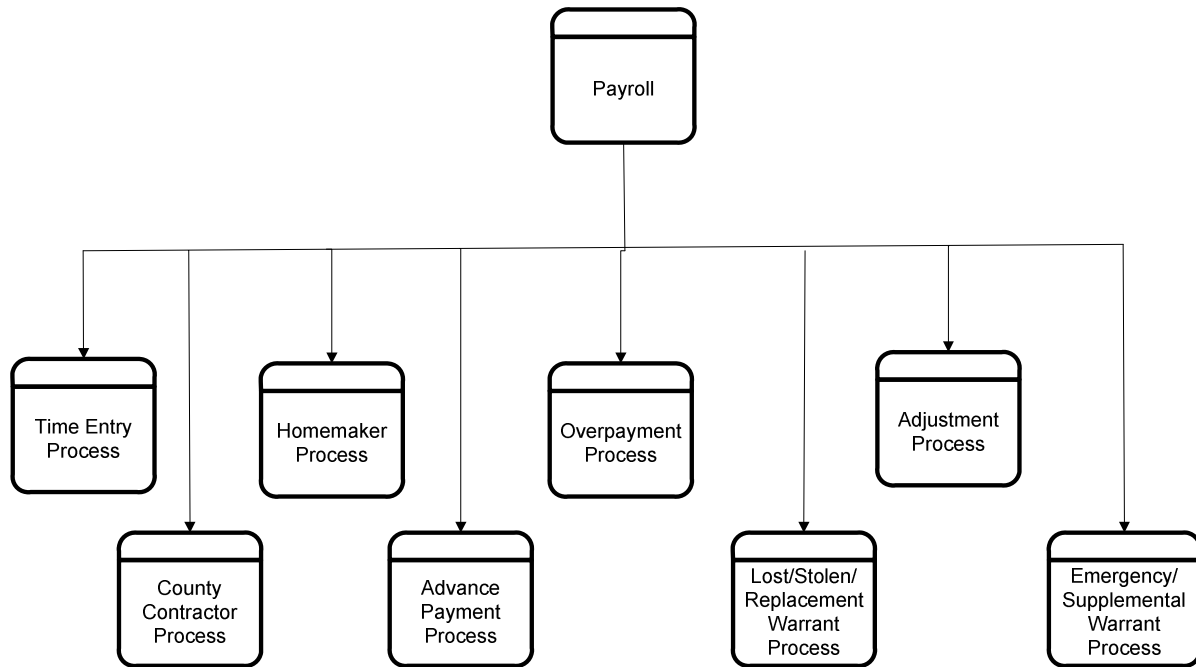 Payroll
Time Entry
Process
Homemaker
Process
Overpayment
Process
Adjustment
Process
County
Contractor
Process
Advance
Payment
Process
Lost/Stolen/
Replacement
Warrant
Process
Emergency/
Supplemental
Warrant
Process